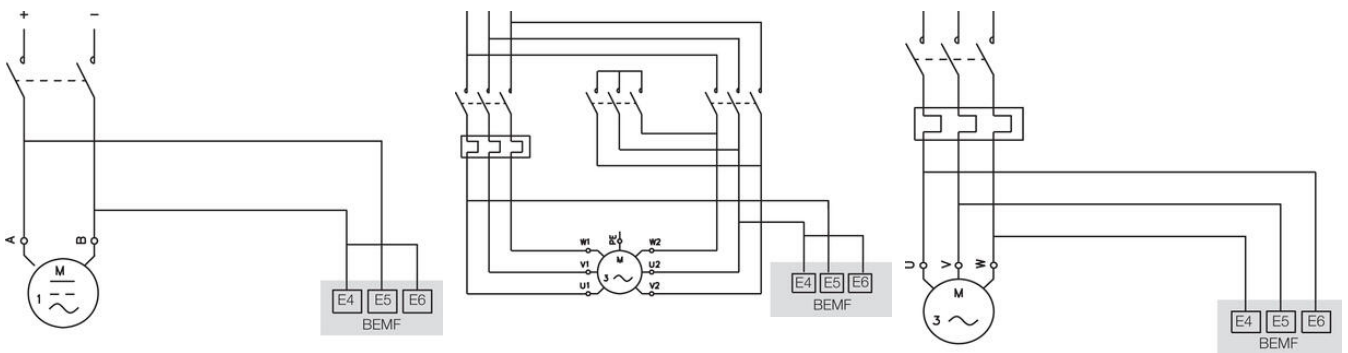 + −
A B
M
1
E4 E5 E6
BEMF
W1 PE W2
M
V1 3 U2
U1 V2
E4 E5 E6
BEMF
U V W
M
3
E4 E5 E6
BEMF